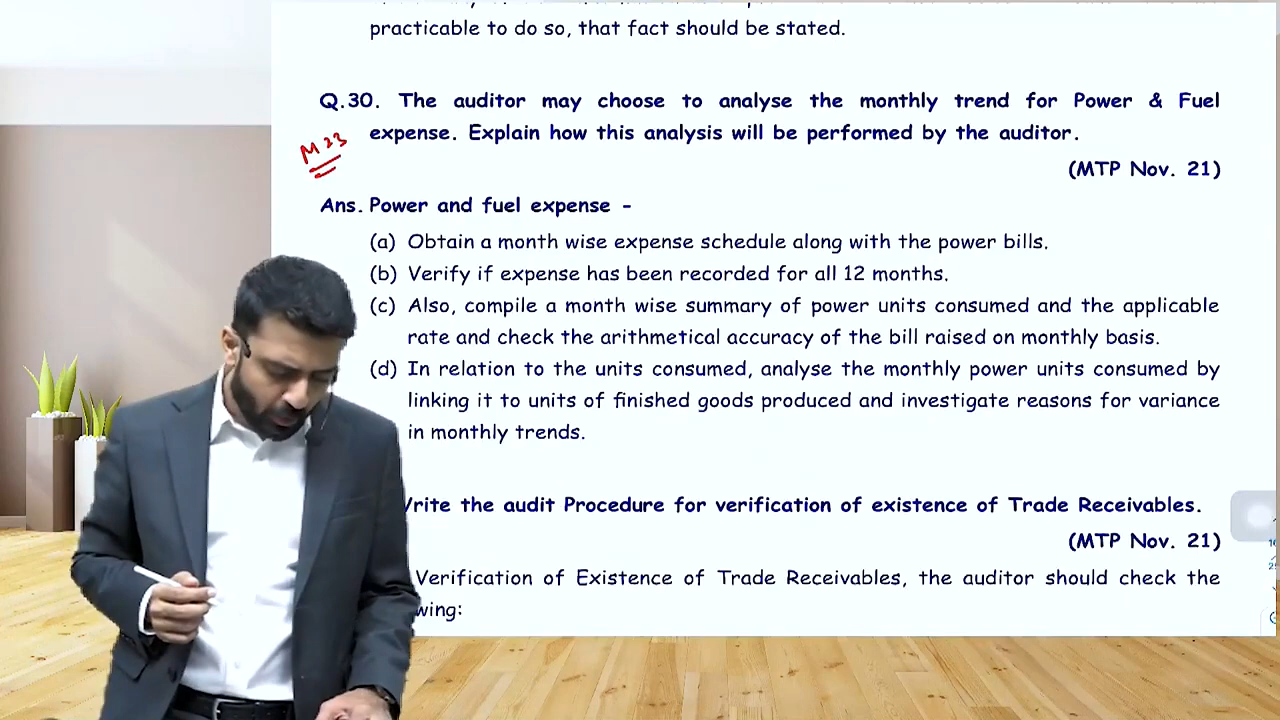 practicable to do so, that fact should be stated.
Q.30. The auditor may choose to analyse the monthly trend for Power & Fuel
expense. Explain how this analysis will be performed by the auditor.
M 23
(MTP Nov. 21)
Ans. Power and fuel expense -
(a) Obtain a month wise expense schedule along with the power bills.
(b) Verify if expense has been recorded for all 12 months.
(c) Also, compile a month wise summary of power units consumed and the applicable
rate and check the arithmetical accuracy of the bill raised on monthly basis.
(d) In relation to the units consumed, analyse the monthly power units consumed by
linking it to units of finished goods produced and investigate reasons for variance
in monthly trends.
rite the audit Procedure for verification of existence of Trade Receivables.
(MTP Nov. 21)
Verification of Existence of Trade Receivables, the auditor should check the
wing: